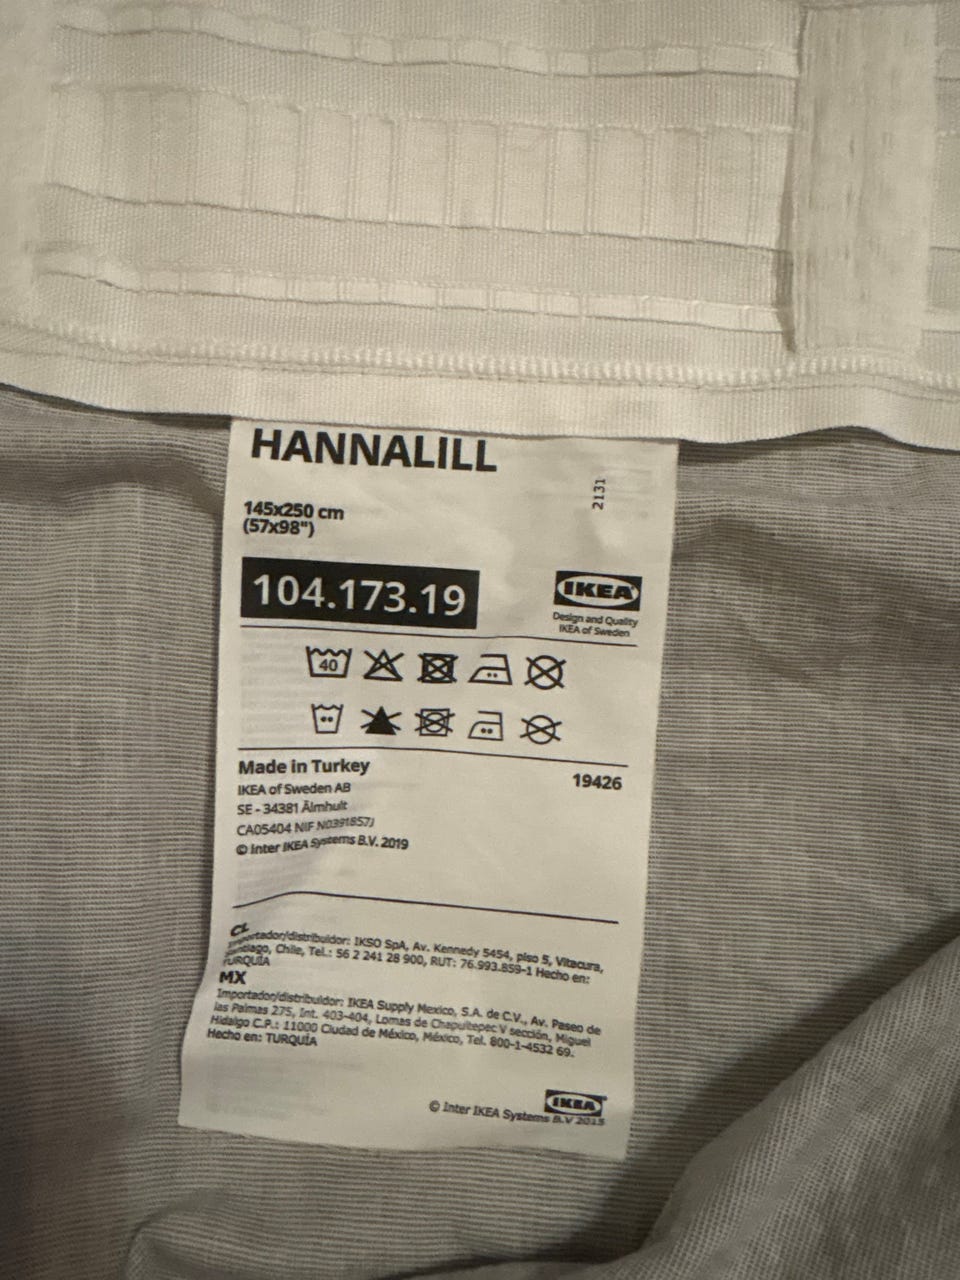 HANNALILL
2131
145x250 cm
(57x98")
104.173.19
IKEA
Design and Quality
IKEA of Sweden
40
Made in Turkey
19426
IKEA of Sweden AB
SE - 34381 Älmhult
CA05404 NIF N0391857J
© Inter IKEA Systems B.V. 2019
CL
Importador/distribuidor: IKSO SpA, Av. Kennedy 5454, piso 5, Vitacura,
Santiago, Chile, Tel.: 56 2 241 28 900, RUT: 76.993.859-1 Hecho en:
TURQUÍA
MX
Importador/distribuidor: IKEA Supply Mexico, S.A. de C.V., Av. Paseo de
las Palmas 275, Int. 403-404, Lomas de Chapultepec V sección, Miguel
Hidalgo C.P.: 11000 Ciudad de México, México, Tel. 800-1-4532 69.
Hecho en: TURQUÍA
IKEA
© Inter IKEA Systems B.V 2015